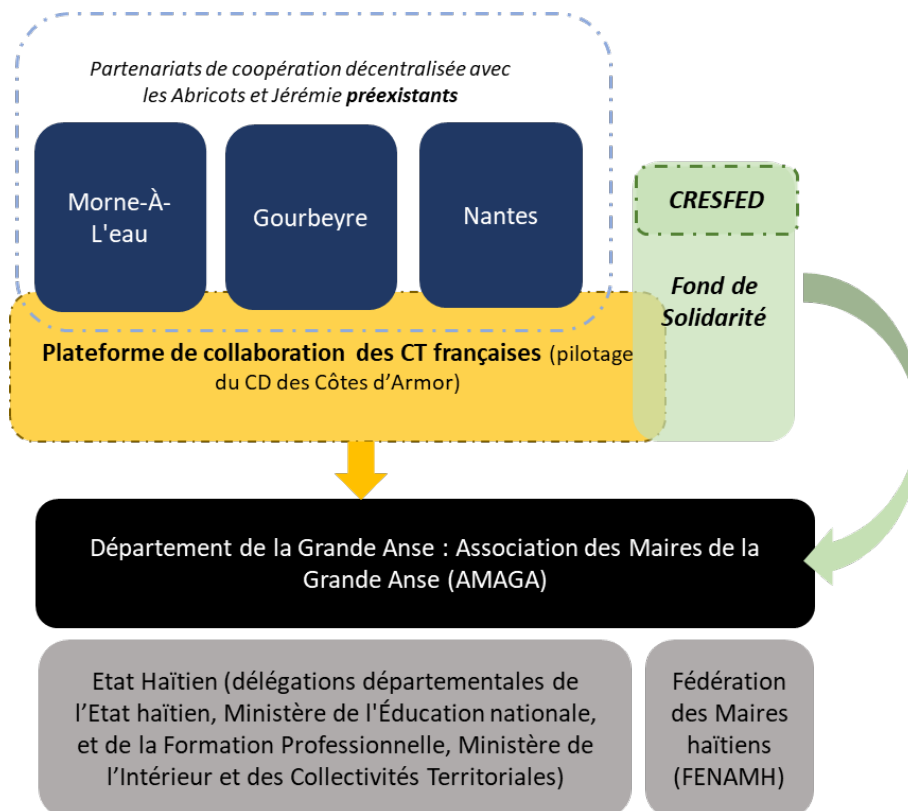 Partenariats de coopération décentralisée avec
les Abricots et Jérémie préexistants
Morne-À-
L'eau
Gourbeyre
Nantes
CRESFED
Fond de
Solidarité
Plateforme de collaboration des CT françaises (pilotage
du CD des Côtes d’Armor)
Département de la Grande Anse : Association des Maires de la
Grande Anse (AMAGA)
Etat Haïtien (délégations départementales de
l’Etat haïtien, Ministère de l'Éducation nationale,
et de la Formation Professionnelle, Ministère de
l’Intérieur et des Collectivités Territoriales)
Fédération
des Maires
haïtiens
(FENAMH)